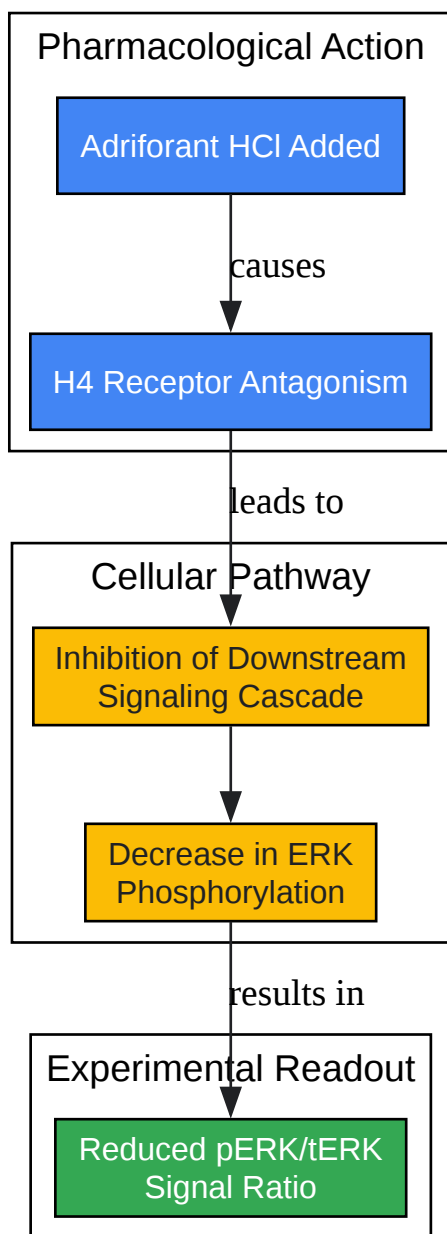 Pharmacological Action
Adriforant HCl Added
causes
H4 Receptor Antagonism
leads to
Cellular Pathway
Inhibition of Downstream
Signaling Cascade
Decrease in ERK
Phosphorylation
results in
Experimental Readout
Reduced pERK/tERK
Signal Ratio